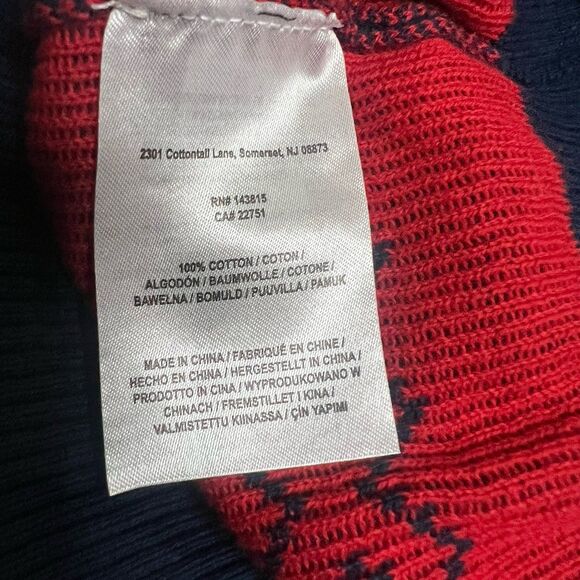 2301 Cottontail Lane, Somerset, NJ 08873
RN# 143815
CA# 22751
100% COTTON / COTON /
ALGODÓN / BAUMWOLLE / COTONE /
BAWEŁNA / BOMULD / PUUVILLA / PAMUK
MADE IN CHINA / FABRIQUÉ EN CHINE /
HECHO EN CHINA / HERGESTELLT IN CHINA /
PRODOTTO IN CINA / WYPRODUKOWANO W
CHINACH / FREMSTILLET I KINA /
VALMISTETTU KIINASSA / ÇİN YAPIMI